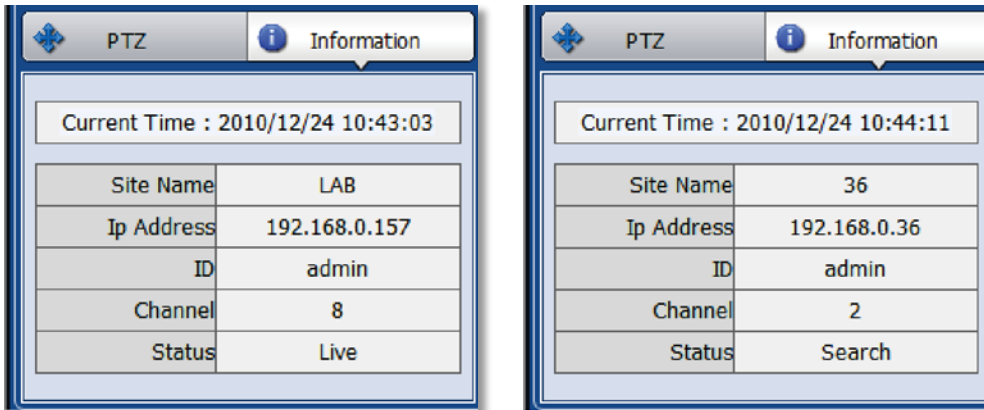 PTZ Information
Current Time : 2010/12/24 10:43:03
Site Name LAB
Ip Address 192.168.0.157
ID admin
Channel 8
Status Live
PTZ Information
Current Time : 2010/12/24 10:44:11
Site Name 36
Ip Address 192.168.0.36
ID admin
Channel 2
Status Search